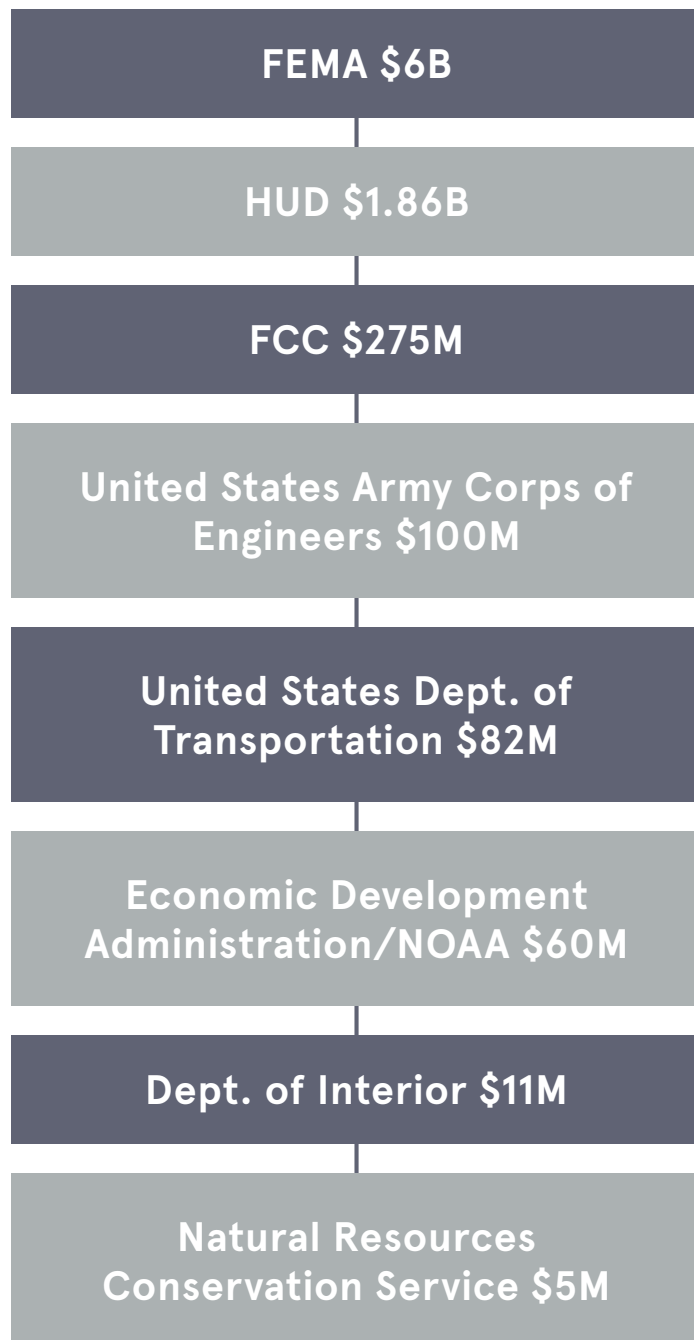 FEMA $6B
HUD $1.86B
FCC $275M
United States Army Corps of
Engineers $100M
United States Dept. of
Transportation $82M
Economic Development
Administration/NOAA $60M
Dept. of Interior $11M
Natural Resources
Conservation Service $5M